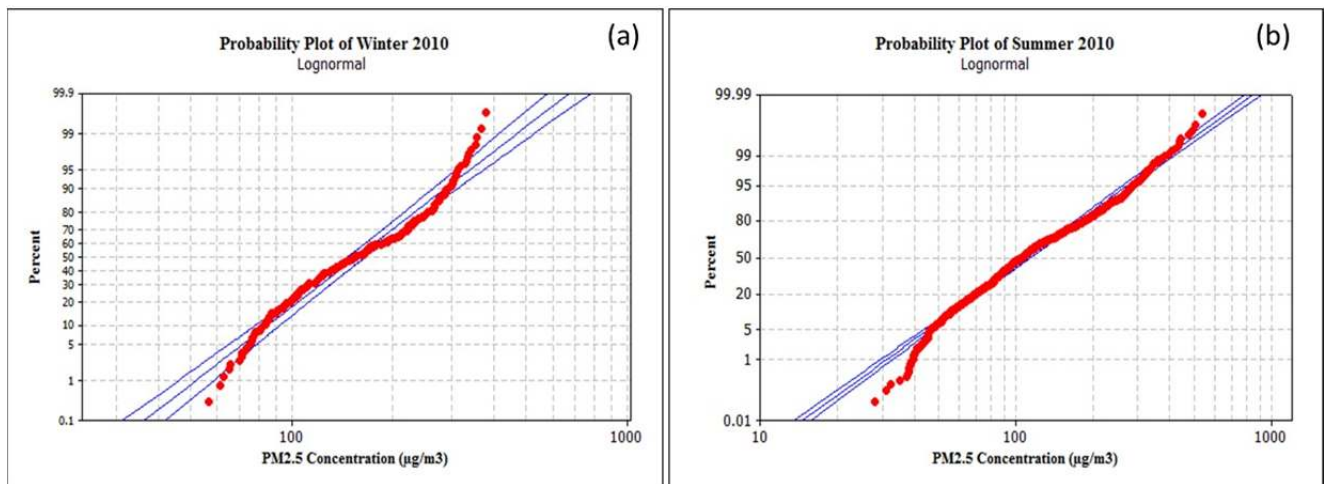 Probability Plot of Winter 2010
(a)
Lognormal
99.9
99
95
90
80
70
60
50
40
30
20
10
5
1
0.1
Percent
100
1000
PM2.5 Concentration (µg/m3)
Probability Plot of Summer 2010
(b)
Lognormal
99.99
99
95
80
50
20
5
1
0.01
Percent
10
100
1000
PM2.5 Concentration (µg/m3)